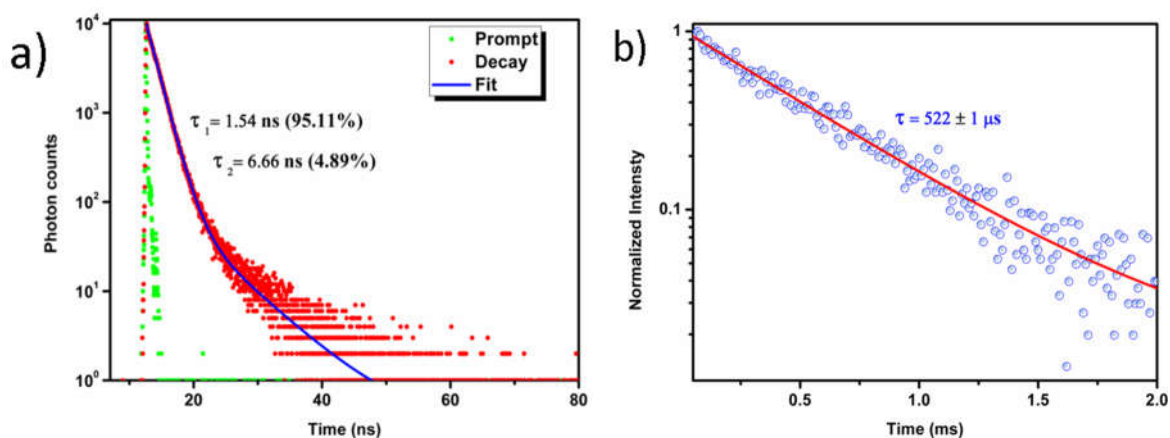 a)
Photon counts
10⁴
10³
10²
10¹
10⁰
Prompt
Decay
Fit
τ₁= 1.54 ns (95.11%)
τ₂= 6.66 ns (4.89%)
20 40 60 80
Time (ns)
b)
Normalized Intensty
1
0.1
τ = 522 ± 1 µs
0.5 1.0 1.5 2.0
Time (ms)